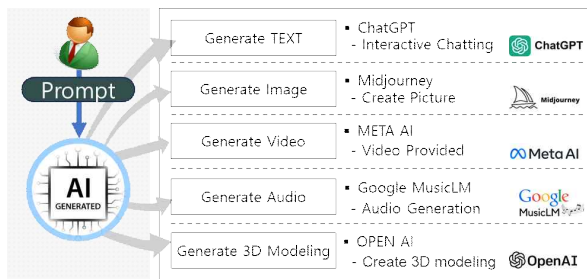 Prompt
AI
GENERATED
Generate TEXT
▪ ChatGPT
- Interactive Chatting
ChatGPT
Generate Image
▪ Midjourney
- Create Picture
Midjourney
Generate Video
▪ META AI
- Video Provided
Meta AI
Generate Audio
▪ Google MusicLM
- Audio Generation
Google
MusicLM
Generate 3D Modeling
▪ OPEN AI
- Create 3D modeling
OpenAI